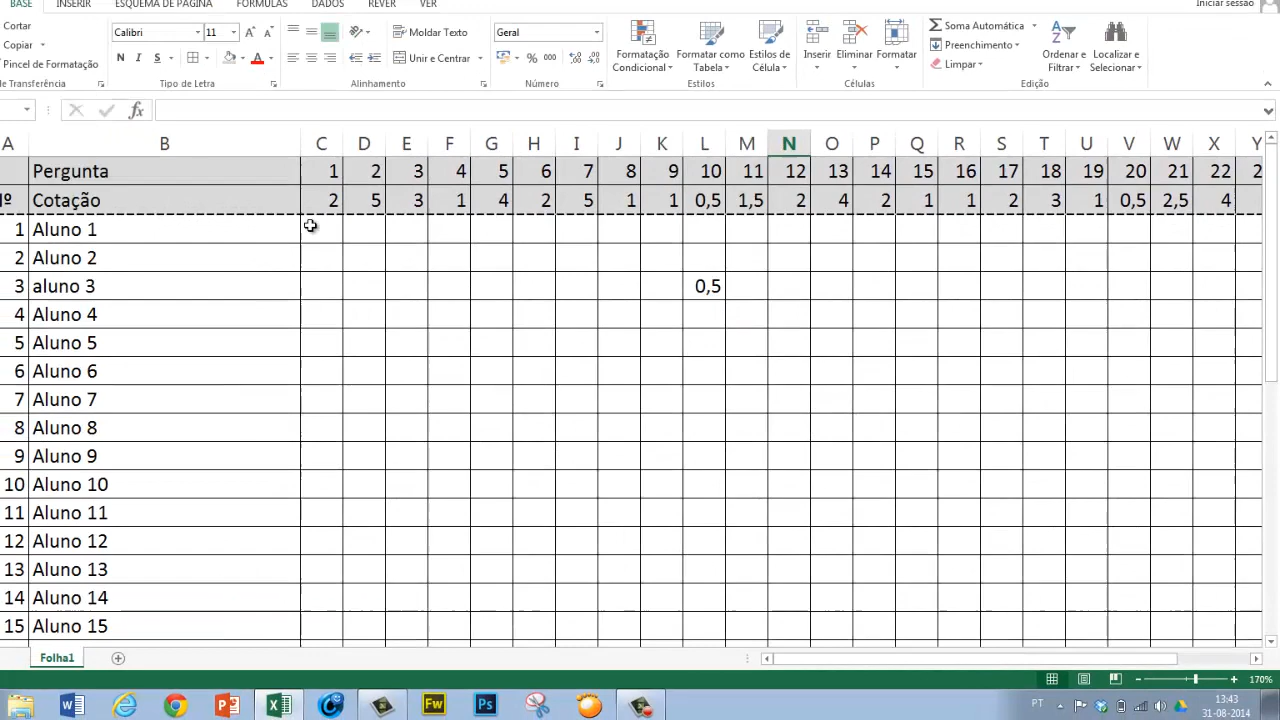 BASE INSERIR ESQUEMA DE PÁGINA FÓRMULAS DADOS REVER VER Iniciar sessão
Cortar
Copiar
Pincel de Formatação
de Transferência
Calibri 11
N I S A A A
Tipo de Letra
Moldar Texto
Unir e Centrar
Alinhamento
Geral
% 000
Número
Formatação Condicional
Formatar como Tabela
Estilos de Célula
Estilos
Inserir Eliminar Formatar
Células
Soma Automática
Preenchimento
Limpar
Ordenar e Filtrar
Localizar e Selecionar
Edição
fx
A B C D E F G H I J K L M N O P Q R S T U V W X Y
Pergunta 1 2 3 4 5 6 7 8 9 10 11 12 13 14 15 16 17 18 19 20 21 22 2
Nº Cotação 2 5 3 1 4 2 5 1 1 0,5 1,5 2 4 2 1 1 2 3 1 0,5 2,5 4
1 Aluno 1
2 Aluno 2
3 aluno 3 0,5
4 Aluno 4
5 Aluno 5
6 Aluno 6
7 Aluno 7
8 Aluno 8
9 Aluno 9
10 Aluno 10
11 Aluno 11
12 Aluno 12
13 Aluno 13
14 Aluno 14
15 Aluno 15
Folha1
170%
Fw Ps
PT 13:43
31-08-2014